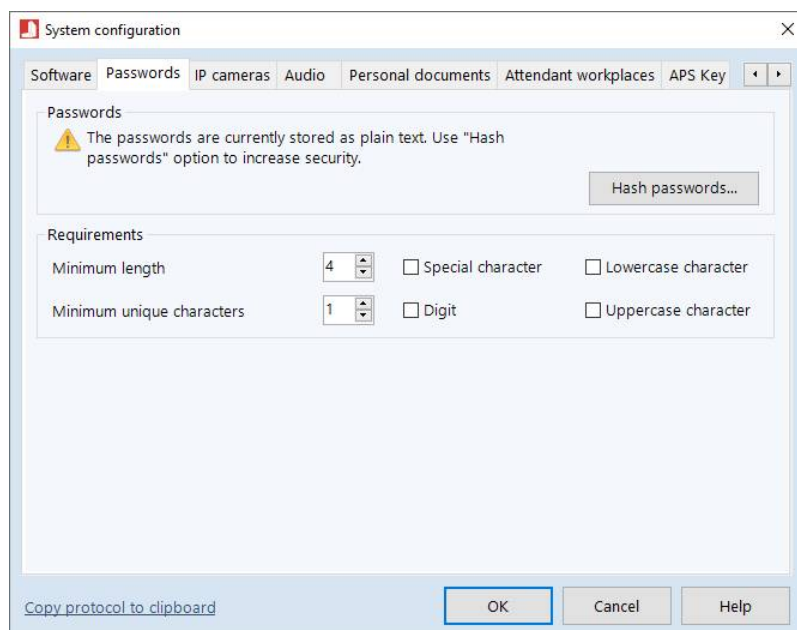 System configuration
Software Passwords IP cameras Audio Personal documents Attendant workplaces APS Key
Passwords
The passwords are currently stored as plain text. Use "Hash
passwords" option to increase security.
Hash passwords...
Requirements
Minimum length 4 Special character Lowercase character
Minimum unique characters 1 Digit Uppercase character
Copy protocol to clipboard OK Cancel Help